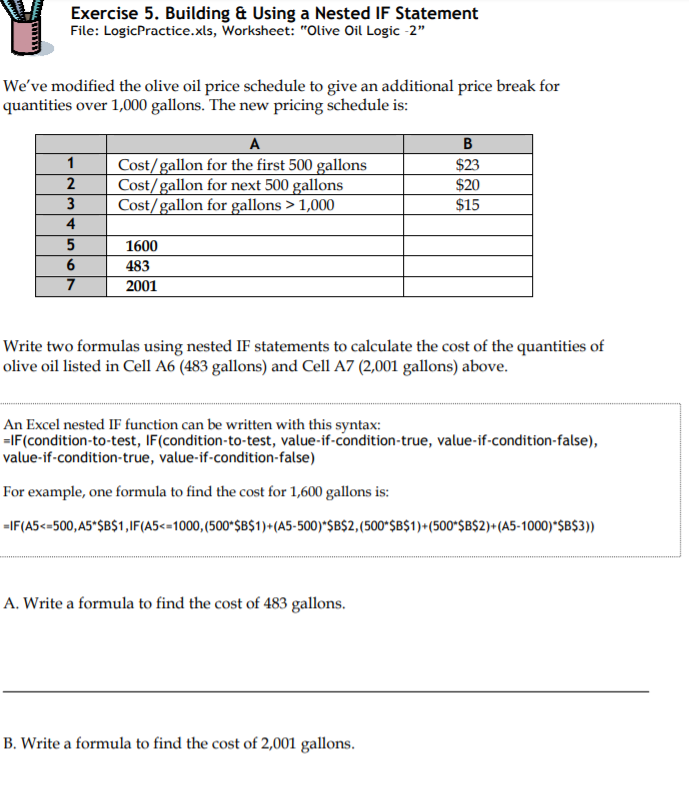 Exercise 5. Building & Using a Nested IF Statement
File: LogicPractice.xls, Worksheet: "Olive Oil Logic -2"
We've modified the olive oil price schedule to give an additional price break for
quantities over 1,000 gallons. The new pricing schedule is:
A B
1 Cost/gallon for the first 500 gallons $23
2 Cost/gallon for next 500 gallons $20
3 Cost/gallon for gallons > 1,000 $15
4
5 1600
6 483
7 2001
Write two formulas using nested IF statements to calculate the cost of the quantities of
olive oil listed in Cell A6 (483 gallons) and Cell A7 (2,001 gallons) above.
An Excel nested IF function can be written with this syntax:
=IF(condition-to-test, IF(condition-to-test, value-if-condition-true, value-if-condition-false),
value-if-condition-true, value-if-condition-false)
For example, one formula to find the cost for 1,600 gallons is:
=IF(A5<=500,A5*$B$1,IF(A5<=1000,(500*$B$1)+(A5-500)*$B$2,(500*$B$1)+(500*$B$2)+(A5-1000)*$B$3))
A. Write a formula to find the cost of 483 gallons.
B. Write a formula to find the cost of 2,001 gallons.